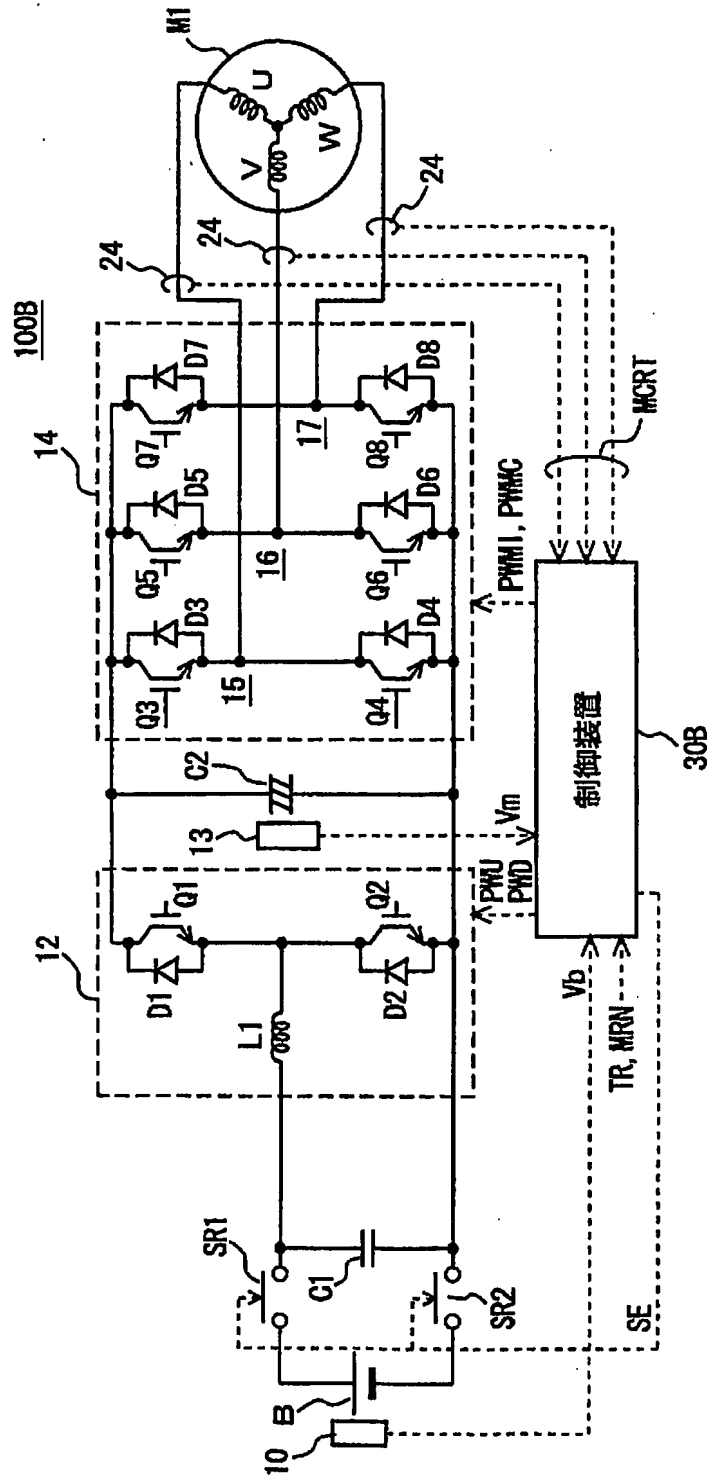 100B
12
14
M1
U
V
W
24
24
24
D1
Q1
D2
Q2
L1
C2
13
Q3
D3
Q4
D4
15
Q5
D5
Q6
D6
16
Q7
D7
Q8
D8
17
SR1
SR2
C1
B
10
SE
Vb
TR, MRN
PWU
PWD
Vm
PWMI, PWMC
MCRT
制御装置
30B